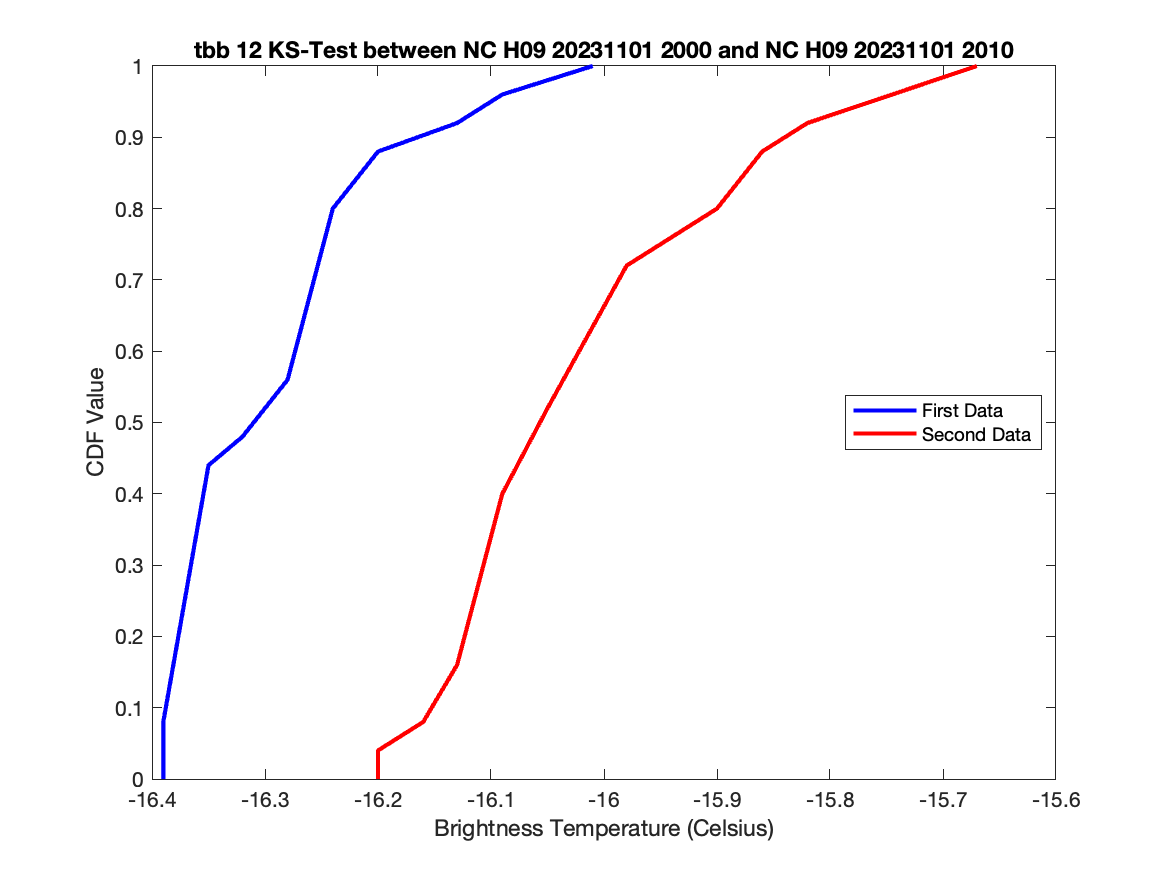 tbb 12 KS-Test between NC H09 20231101 2000 and NC H09 20231101 2010
1
0.9
0.8
0.7
0.6
0.5
0.4
0.3
0.2
0.1
0
CDF Value
First Data
Second Data
-16.4 -16.3 -16.2 -16.1 -16 -15.9 -15.8 -15.7 -15.6
Brightness Temperature (Celsius)